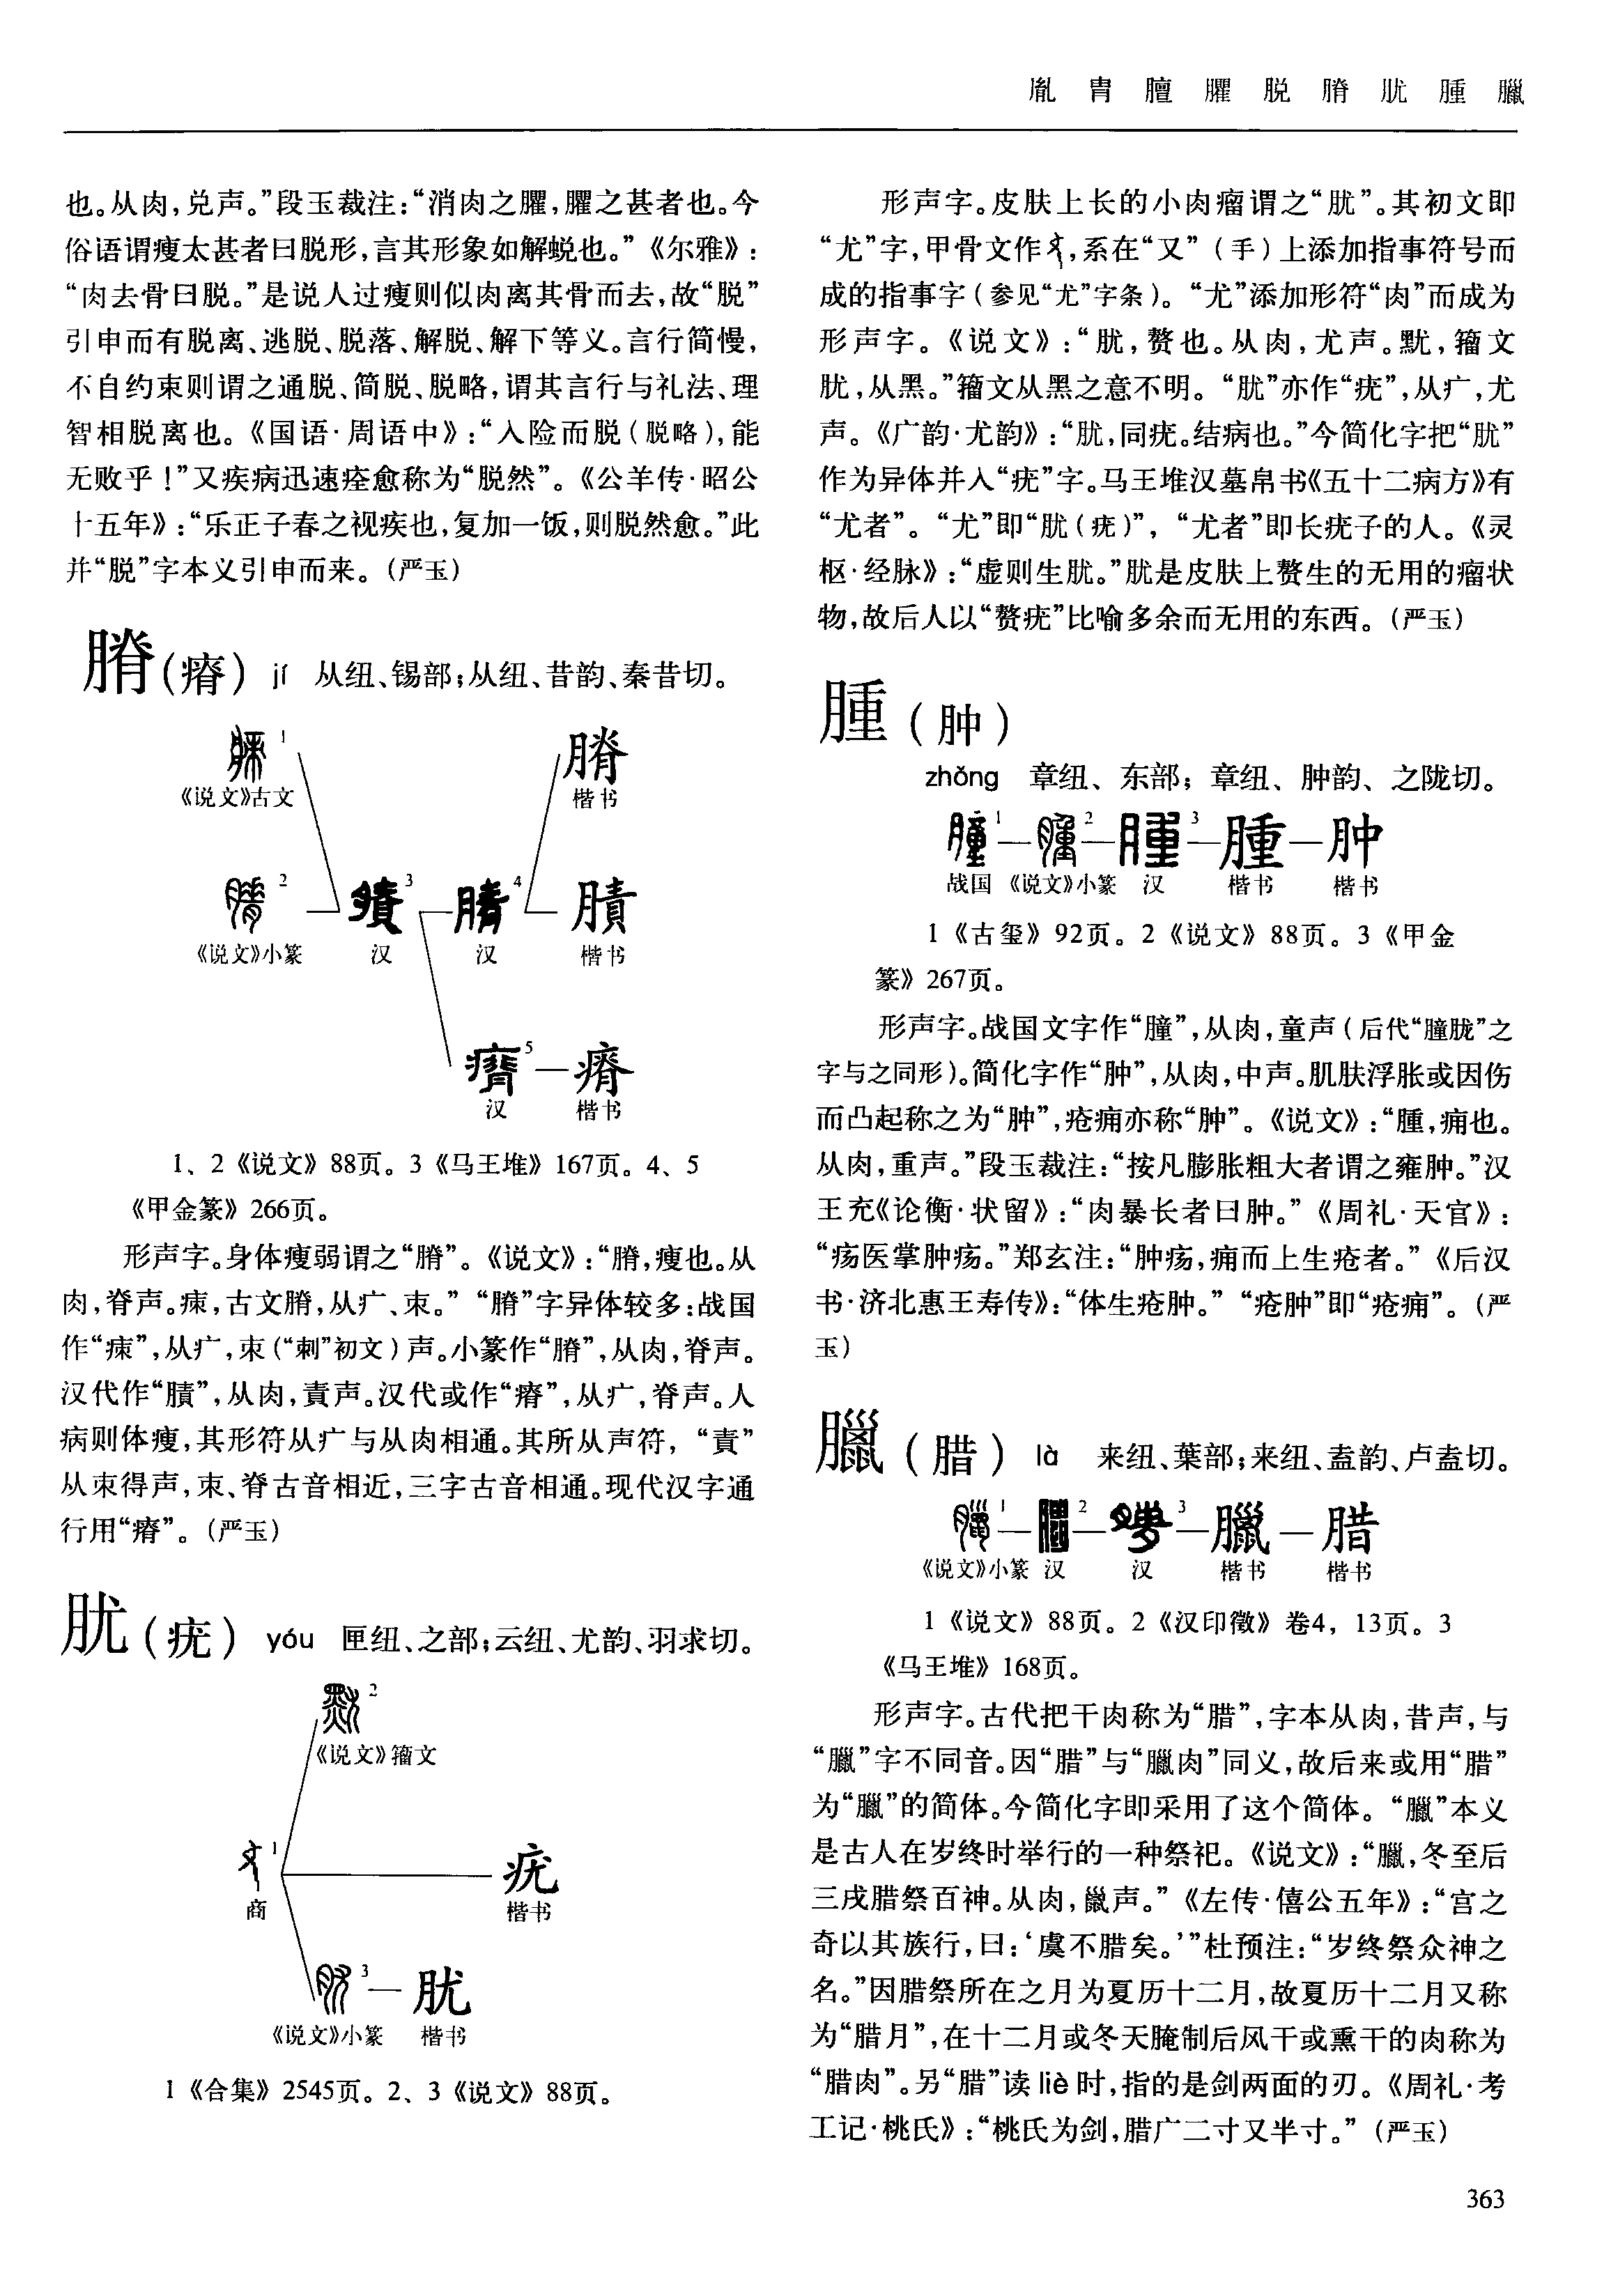 胤 胄 膻 臞 脱 膌 肬 腫 臘
也。从肉，兑声。”段玉裁注：“消肉之臞，臞之甚者也。今
俗语谓瘦太甚者曰脱形，言其形象如解蜕也。”《尔雅》：
“肉去骨曰脱。”是说人过瘦则似肉离其骨而去，故“脱”
引申而有脱离、逃脱、脱落、解脱、解下等义。言行简慢，
不自约束则谓之通脱、简脱、脱略，谓其言行与礼法、理
智相脱离也。《国语·周语中》：“入险而脱（脱略），能
无败乎！”又疾病迅速痊愈称为“脱然”。《公羊传·昭公
十五年》：“乐正子春之视疾也，复加一饭，则脱然愈。”此
并“脱”字本义引申而来。（严玉）
膌（瘠） jí 从纽、锡部；从纽、昔韵、秦昔切。
1 膌
《说文》古文 楷书
2 3 4 膭
《说文》小篆 汉 汉 楷书
5 瘠
汉 楷书
1、2《说文》88页。3《马王堆》167页。4、5
《甲金篆》266页。
形声字。身体瘦弱谓之“膌”。《说文》：“膌，瘦也。从
肉，脊声。㾊，古文膌，从疒、朿。”“膌”字异体较多：战国
作“㾊”，从疒，朿（“刺”初文）声。小篆作“膌”，从肉，脊声。
汉代作“膭”，从肉，責声。汉代或作“瘠”，从疒，脊声。人
病则体瘦，其形符从疒与从肉相通。其所从声符，“責”
从朿得声，朿、脊古音相近，三字古音相通。现代汉字通
行用“瘠”。（严玉）
肬（疣） yóu 匣纽、之部；云纽、尤韵、羽求切。
2
《说文》籀文
1 疣
商 楷书
3 肬
《说文》小篆 楷书
1《合集》2545页。2、3《说文》88页。
形声字。皮肤上长的小肉瘤谓之“肬”。其初文即
“尤”字，甲骨文作，系在“又”（手）上添加指事符号而
成的指事字（参见“尤”字条）。“尤”添加形符“肉”而成为
形声字。《说文》：“肬，赘也。从肉，尤声。黕，籀文
肬，从黑。”籀文从黑之意不明。“肬”亦作“疣”，从疒，尤
声。《广韵·尤韵》：“肬，同疣。结病也。”今简化字把“肬”
作为异体并入“疣”字。马王堆汉墓帛书《五十二病方》有
“尤者”。“尤”即“肬（疣）”，“尤者”即长疣子的人。《灵
枢·经脉》：“虚则生肬。”肬是皮肤上赘生的无用的瘤状
物，故后人以“赘疣”比喻多余而无用的东西。（严玉）
腫（肿）
zhǒng 章纽、东部；章纽、肿韵、之陇切。
1 2 3 腫 肿
战国 《说文》小篆 汉 楷书 楷书
1《古玺》92页。2《说文》88页。3《甲金
篆》267页。
形声字。战国文字作“膧”，从肉，童声（后代“膧胧”之
字与之同形）。简化字作“肿”，从肉，中声。肌肤浮胀或因伤
而凸起称之为“肿”，疮痈亦称“肿”。《说文》：“腫，痈也。
从肉，重声。”段玉裁注：“按凡膨胀粗大者谓之雍肿。”汉
王充《论衡·状留》：“肉暴长者曰肿。”《周礼·天官》：
“疡医掌肿疡。”郑玄注：“肿疡，痈而上生疮者。”《后汉
书·济北惠王寿传》：“体生疮肿。”“疮肿”即“疮痈”。（严
玉）
臘（腊） là 来纽、葉部；来纽、盍韵、卢盍切。
1 2 3 臘 腊
《说文》小篆 汉 汉 楷书 楷书
1《说文》88页。2《汉印徵》卷4，13页。3
《马王堆》168页。
形声字。古代把干肉称为“腊”，字本从肉，昔声，与
“臘”字不同音。因“腊”与“臘肉”同义，故后来或用“腊”
为“臘”的简体。今简化字即采用了这个简体。“臘”本义
是古人在岁终时举行的一种祭祀。《说文》：“臘，冬至后
三戌腊祭百神。从肉，巤声。”《左传·僖公五年》：“宫之
奇以其族行，曰：‘虞不腊矣。’”杜预注：“岁终祭众神之
名。”因腊祭所在之月为夏历十二月，故夏历十二月又称
为“腊月”，在十二月或冬天腌制后风干或熏干的肉称为
“腊肉”。另“腊”读liè时，指的是剑两面的刃。《周礼·考
工记·桃氏》：“桃氏为剑，腊广二寸又半寸。”（严玉）
363